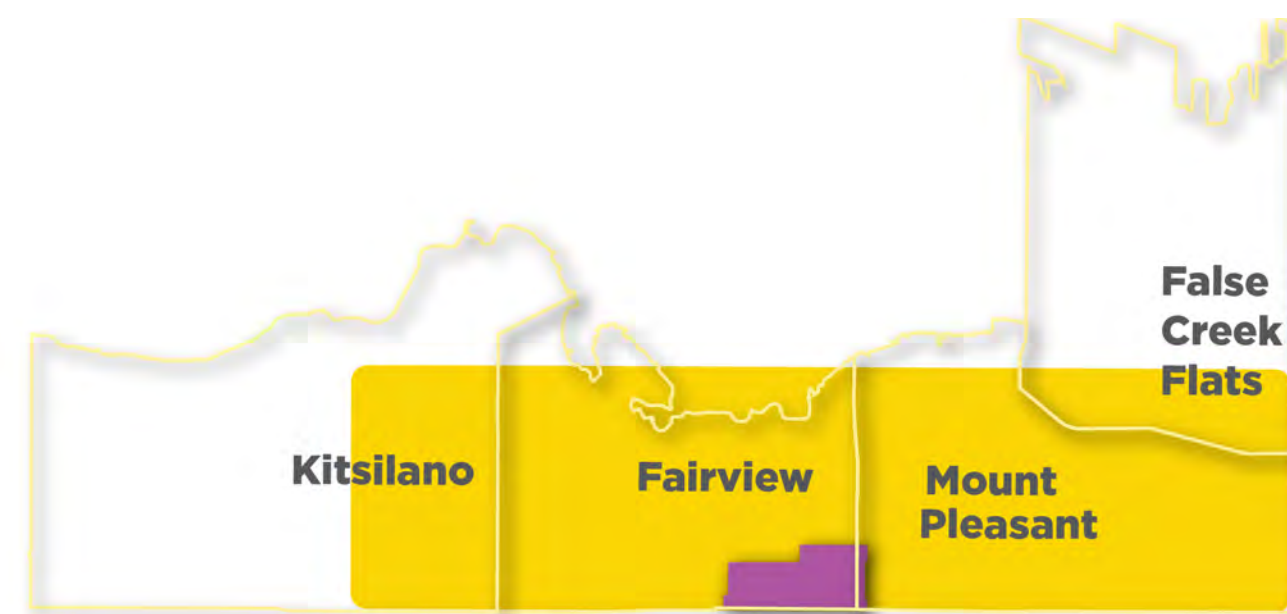 False
Creek
Flats
Kitsilano
Fairview
Mount
Pleasant